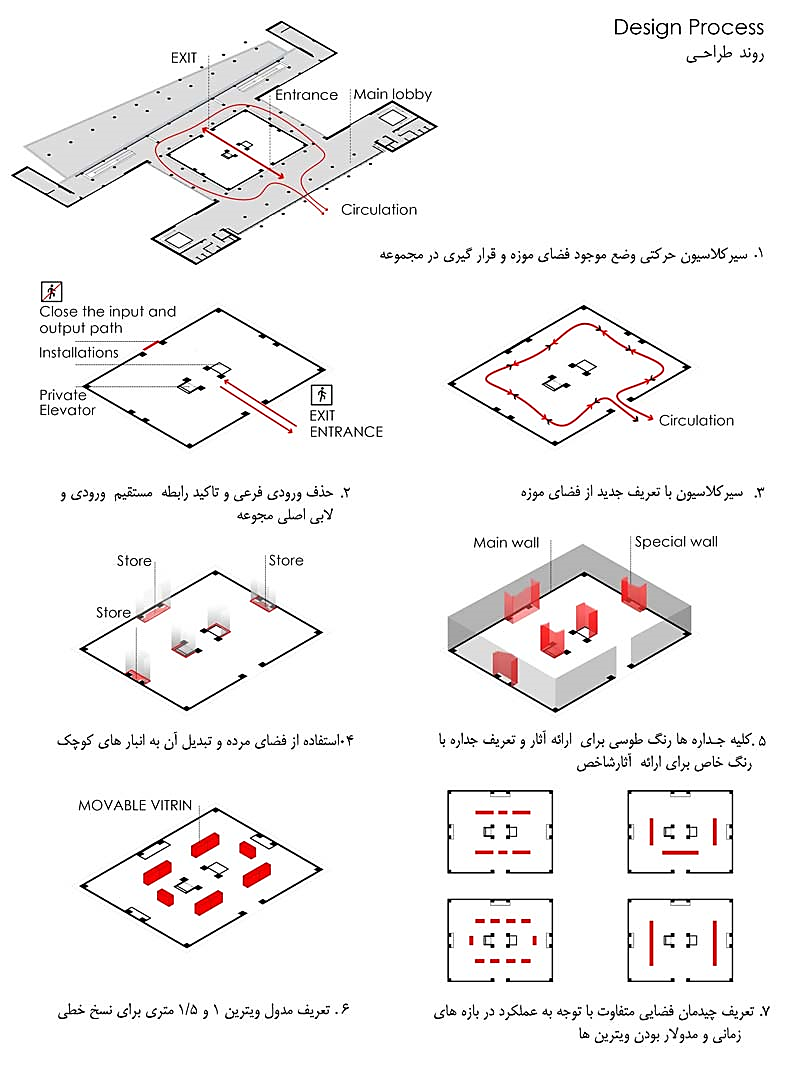 Design Process
روند طراحـی
EXIT
Entrance
Main lobby
Circulation
۱. سیرکلاسیون حرکتی وضع موجود فضای موزه و قرار گیری در مجموعه
Close the input and
output path
Installations
Private
Elevator
EXIT
ENTRANCE
۲. حذف ورودی فرعی و تاکید رابطه مستقیم ورودی و
لابی اصلی مجوعه
Circulation
۳. سیرکلاسیون با تعریف جدید از فضای موزه
Store
Store
Store
۴.استفاده از فضای مرده و تبدیل آن به انبار های کوچک
Main wall
Special wall
۵ .کلیه جـداره ها رنگ طوسی برای ارائه آثار و تعریف جداره با
رنگ خاص برای ارائه آثارشاخص
MOVABLE VITRIN
۶ . تعریف مدول ویترین ۱ و ۱/۵ متری برای نسخ خطی
۷. تعریف چیدمان فضایی متفاوت با توجه به عملکرد در بازه های
زمانی و مدولار بودن ویترین ها